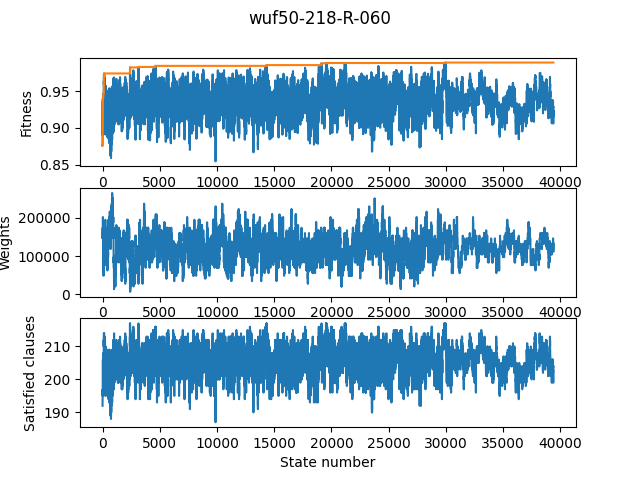 wuf50-218-R-060
0.95
0.90
0.85
Fitness
0 5000 10000 15000 20000 25000 30000 35000 40000
200000
100000
0
Weights
0 5000 10000 15000 20000 25000 30000 35000 40000
210
200
190
Satisfied clauses
0 5000 10000 15000 20000 25000 30000 35000 40000
State number